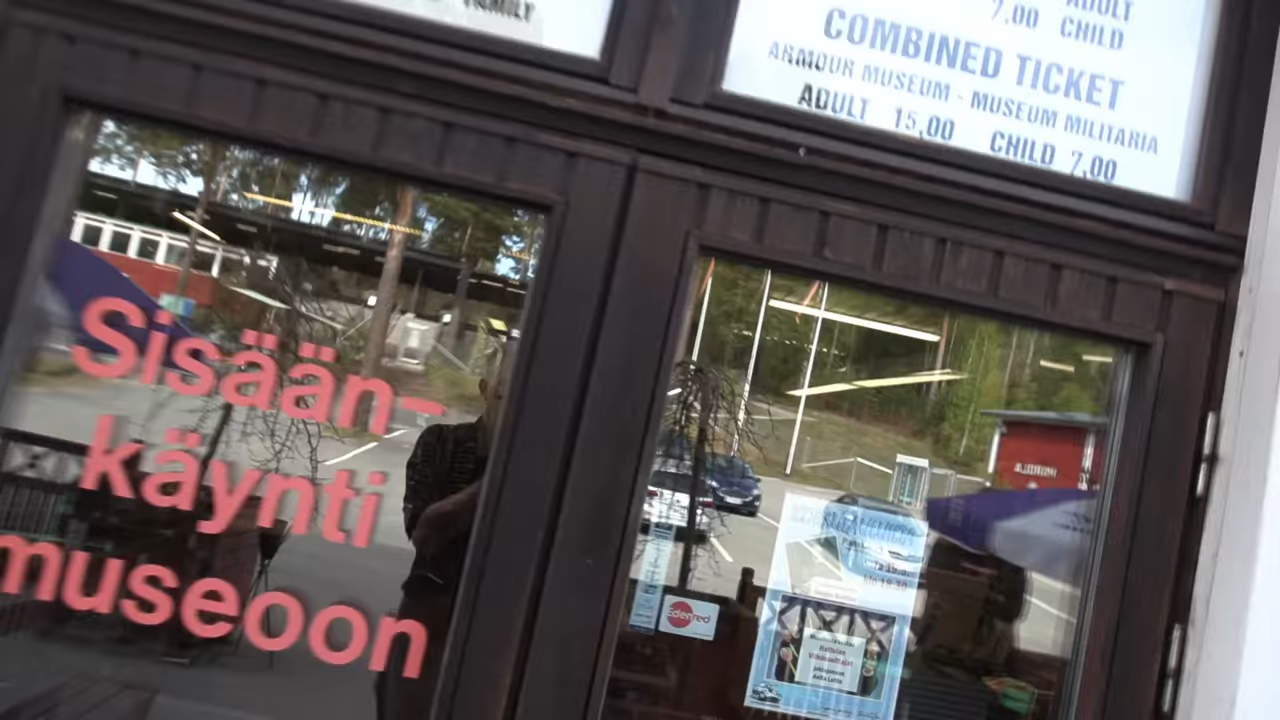 FAMILY
ADULT
7,00 CHILD
COMBINED TICKET
ARMOUR MUSEUM - MUSEUM MILITARIA
ADULT 15,00 CHILD 7,00
Sisään-
käynti
museoon
Edenred